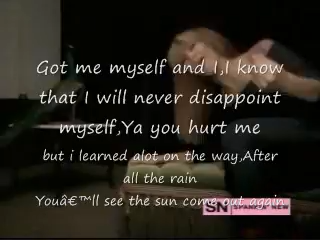 Got me myself and I,I know
that I will never disappoint
myself,Ya you hurt me
but i learned alot on the way,After
all the rain
Youâ€™ll see the sun come out again
SN NEW